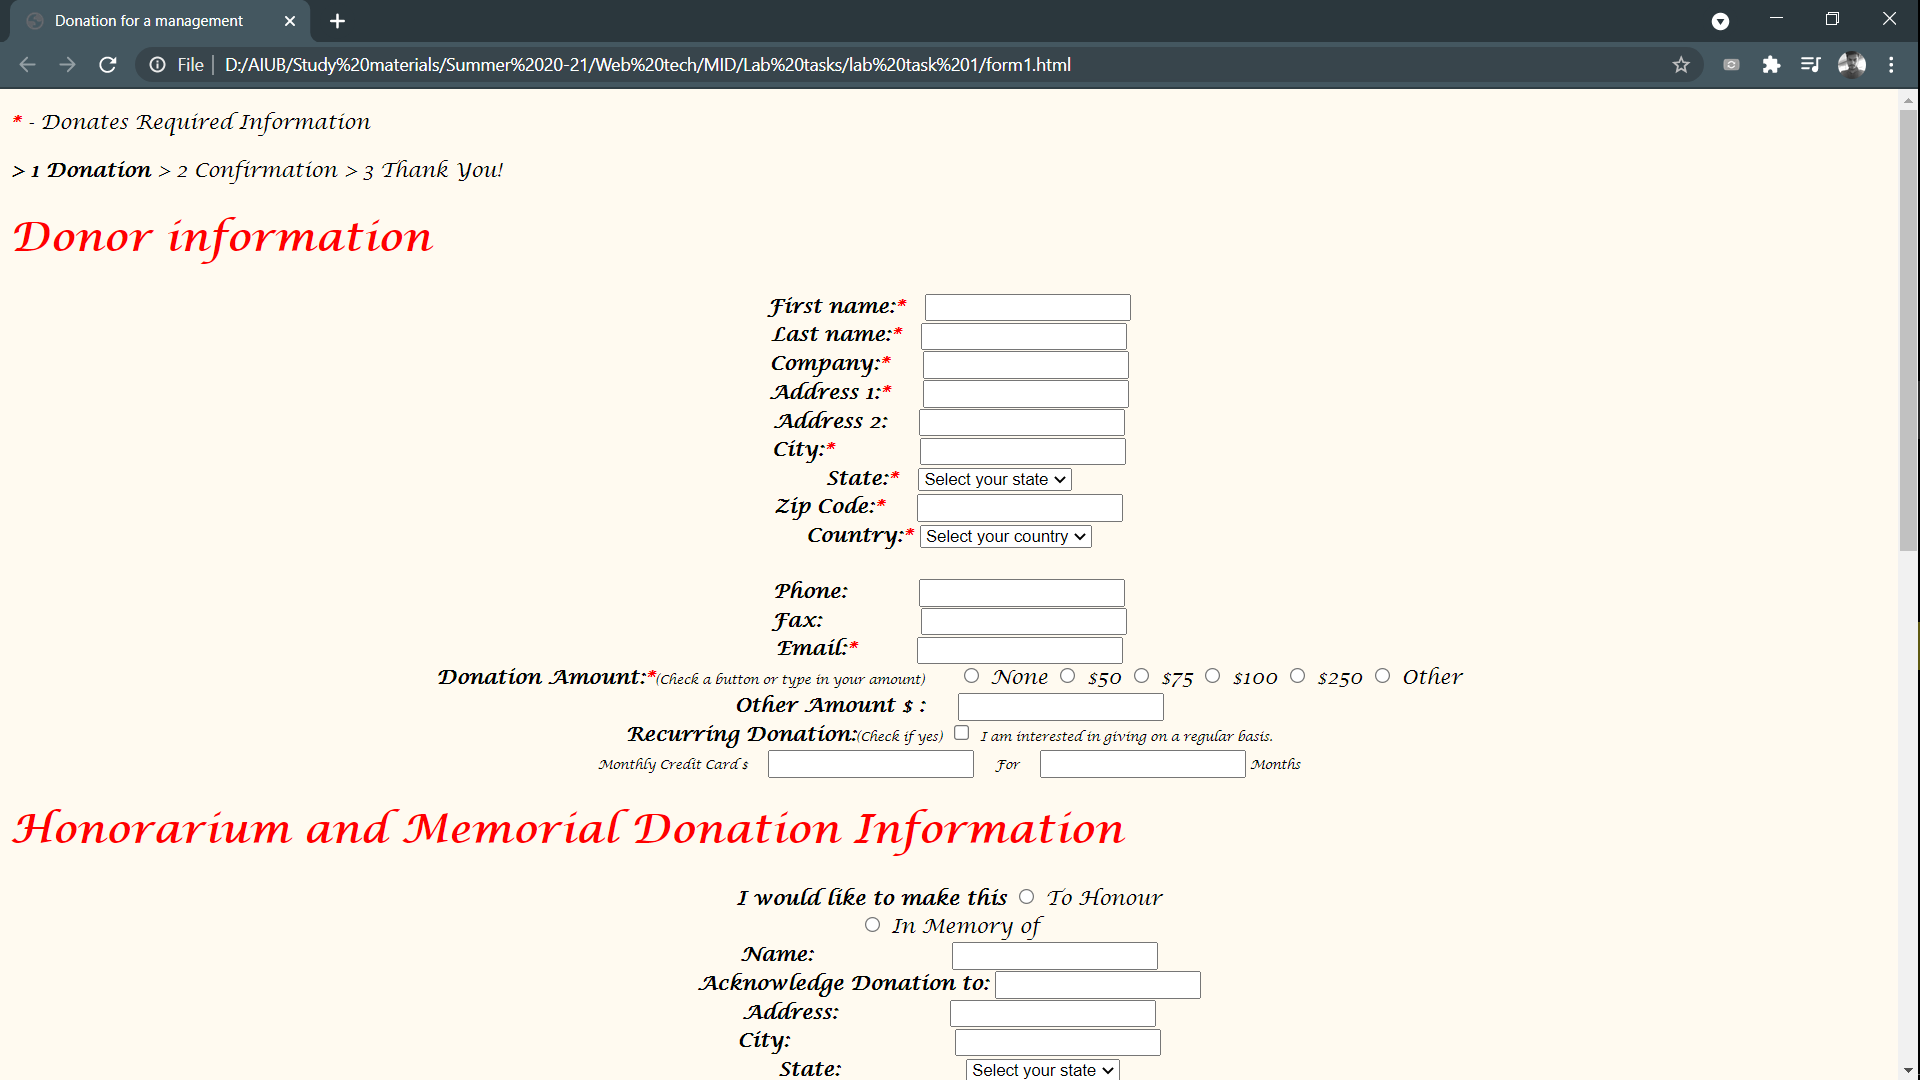 Donation for a management
File | D:/AIUB/Study%20materials/Summer%2020-21/Web%20tech/MID/Lab%20tasks/lab%20task%201/form1.html
* - Donates Required Information
> 1 Donation > 2 Confirmation > 3 Thank You!
Donor information
First name:*
Last name:*
Company:*
Address 1:*
Address 2:
City:*
State:* Select your state
Zip Code:*
Country:* Select your country
Phone:
Fax:
Email:*
Donation Amount:*(Check a button or type in your amount) None $50 $75 $100 $250 Other
Other Amount $ :
Recurring Donation:(Check if yes) I am interested in giving on a regular basis.
Monthly Credit Card $ For Months
Honorarium and Memorial Donation Information
I would like to make this To Honour
In Memory of
Name:
Acknowledge Donation to:
Address:
City:
State: Select your state